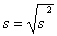 s = √s²